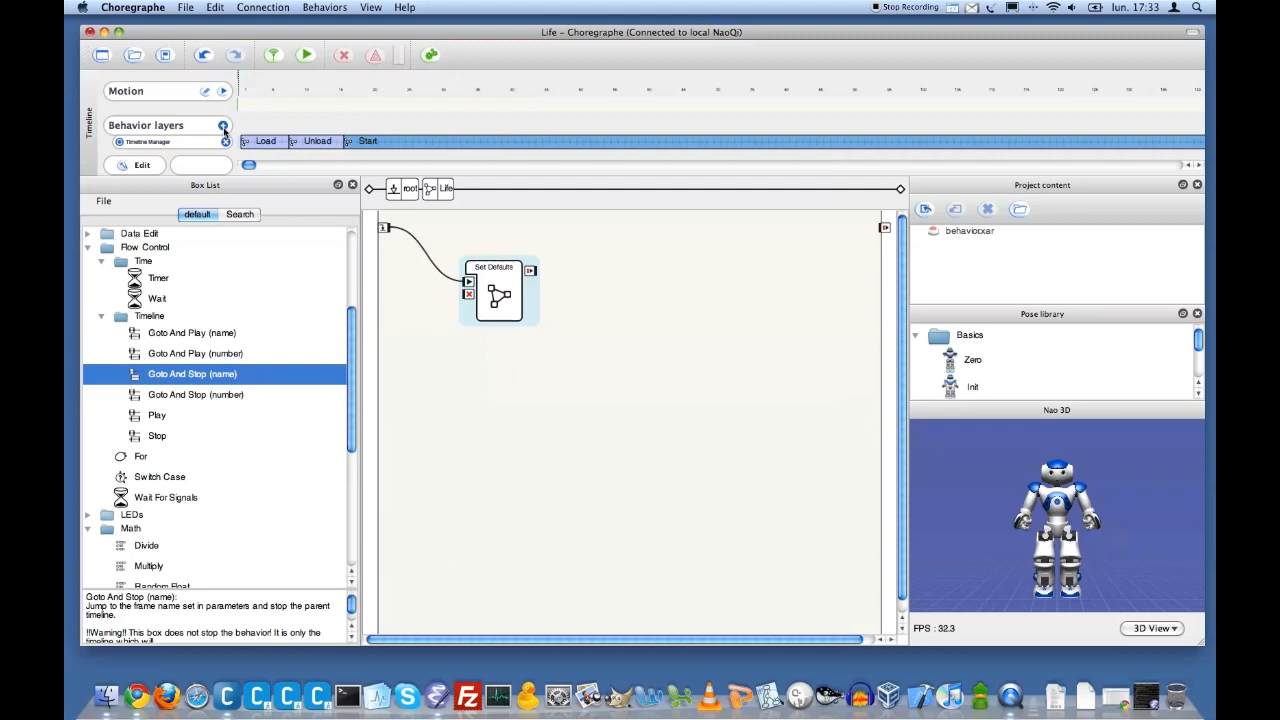 Choregraphe File Edit Connection Behaviors View Help Stop Recording lun. 17:33
Life – Choregraphe (Connected to local NaoQi)
Timeline
Motion
Behavior layers
Timeline Manager Load Unload Start
Edit
Box List
root Life
Project content
File
default Search
behavior.xar
Data Edit
Flow Control
Time
Timer
Wait
Timeline
Goto And Play (name)
Goto And Play (number)
Goto And Stop (name)
Goto And Stop (number)
Play
Stop
For
Switch Case
Wait For Signals
LEDs
Math
Divide
Multiply
Random Float
Goto And Stop (name):
Jump to the frame name set in parameters and stop the parent
timeline.
!!Warning!! This box does not stop the behavior! It is only the
timeline which will
Set Defaults
Pose library
Basics
Zero
Init
Nao 3D
FPS : 32.3
3D View